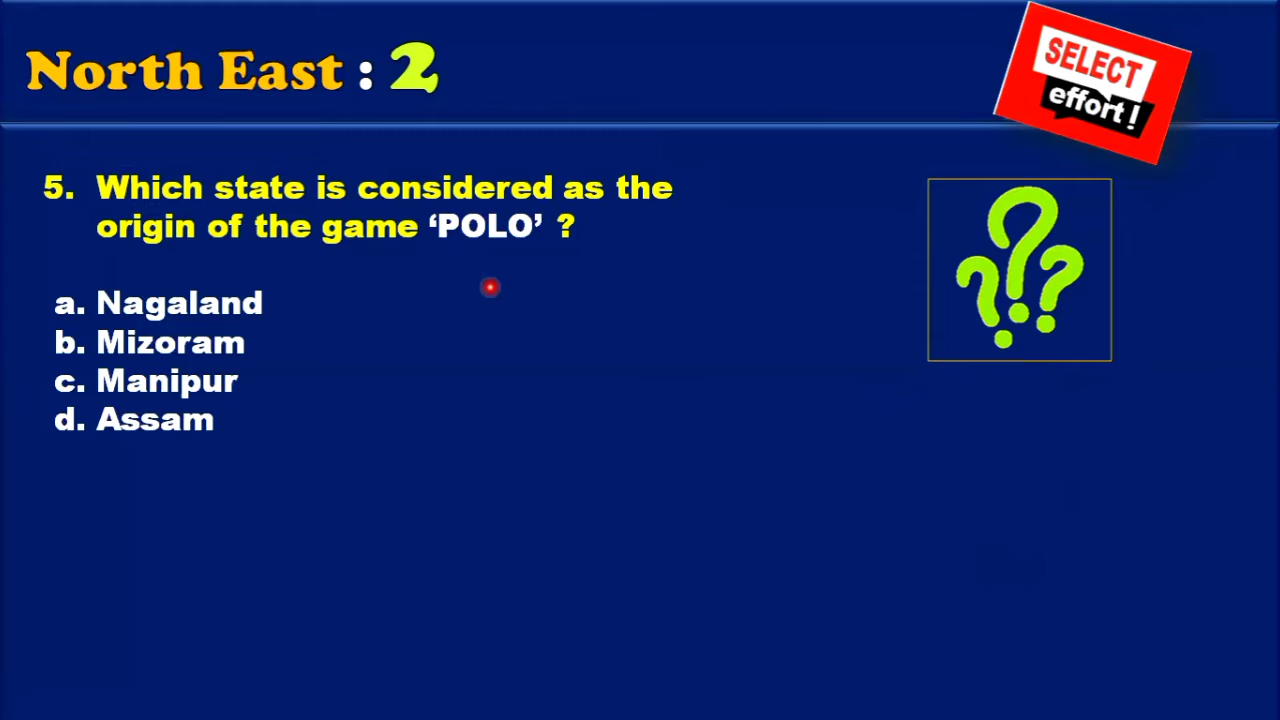 North East : 2
SELECT
effort !
5. Which state is considered as the
origin of the game ‘POLO’ ?
a. Nagaland
b. Mizoram
c. Manipur
d. Assam